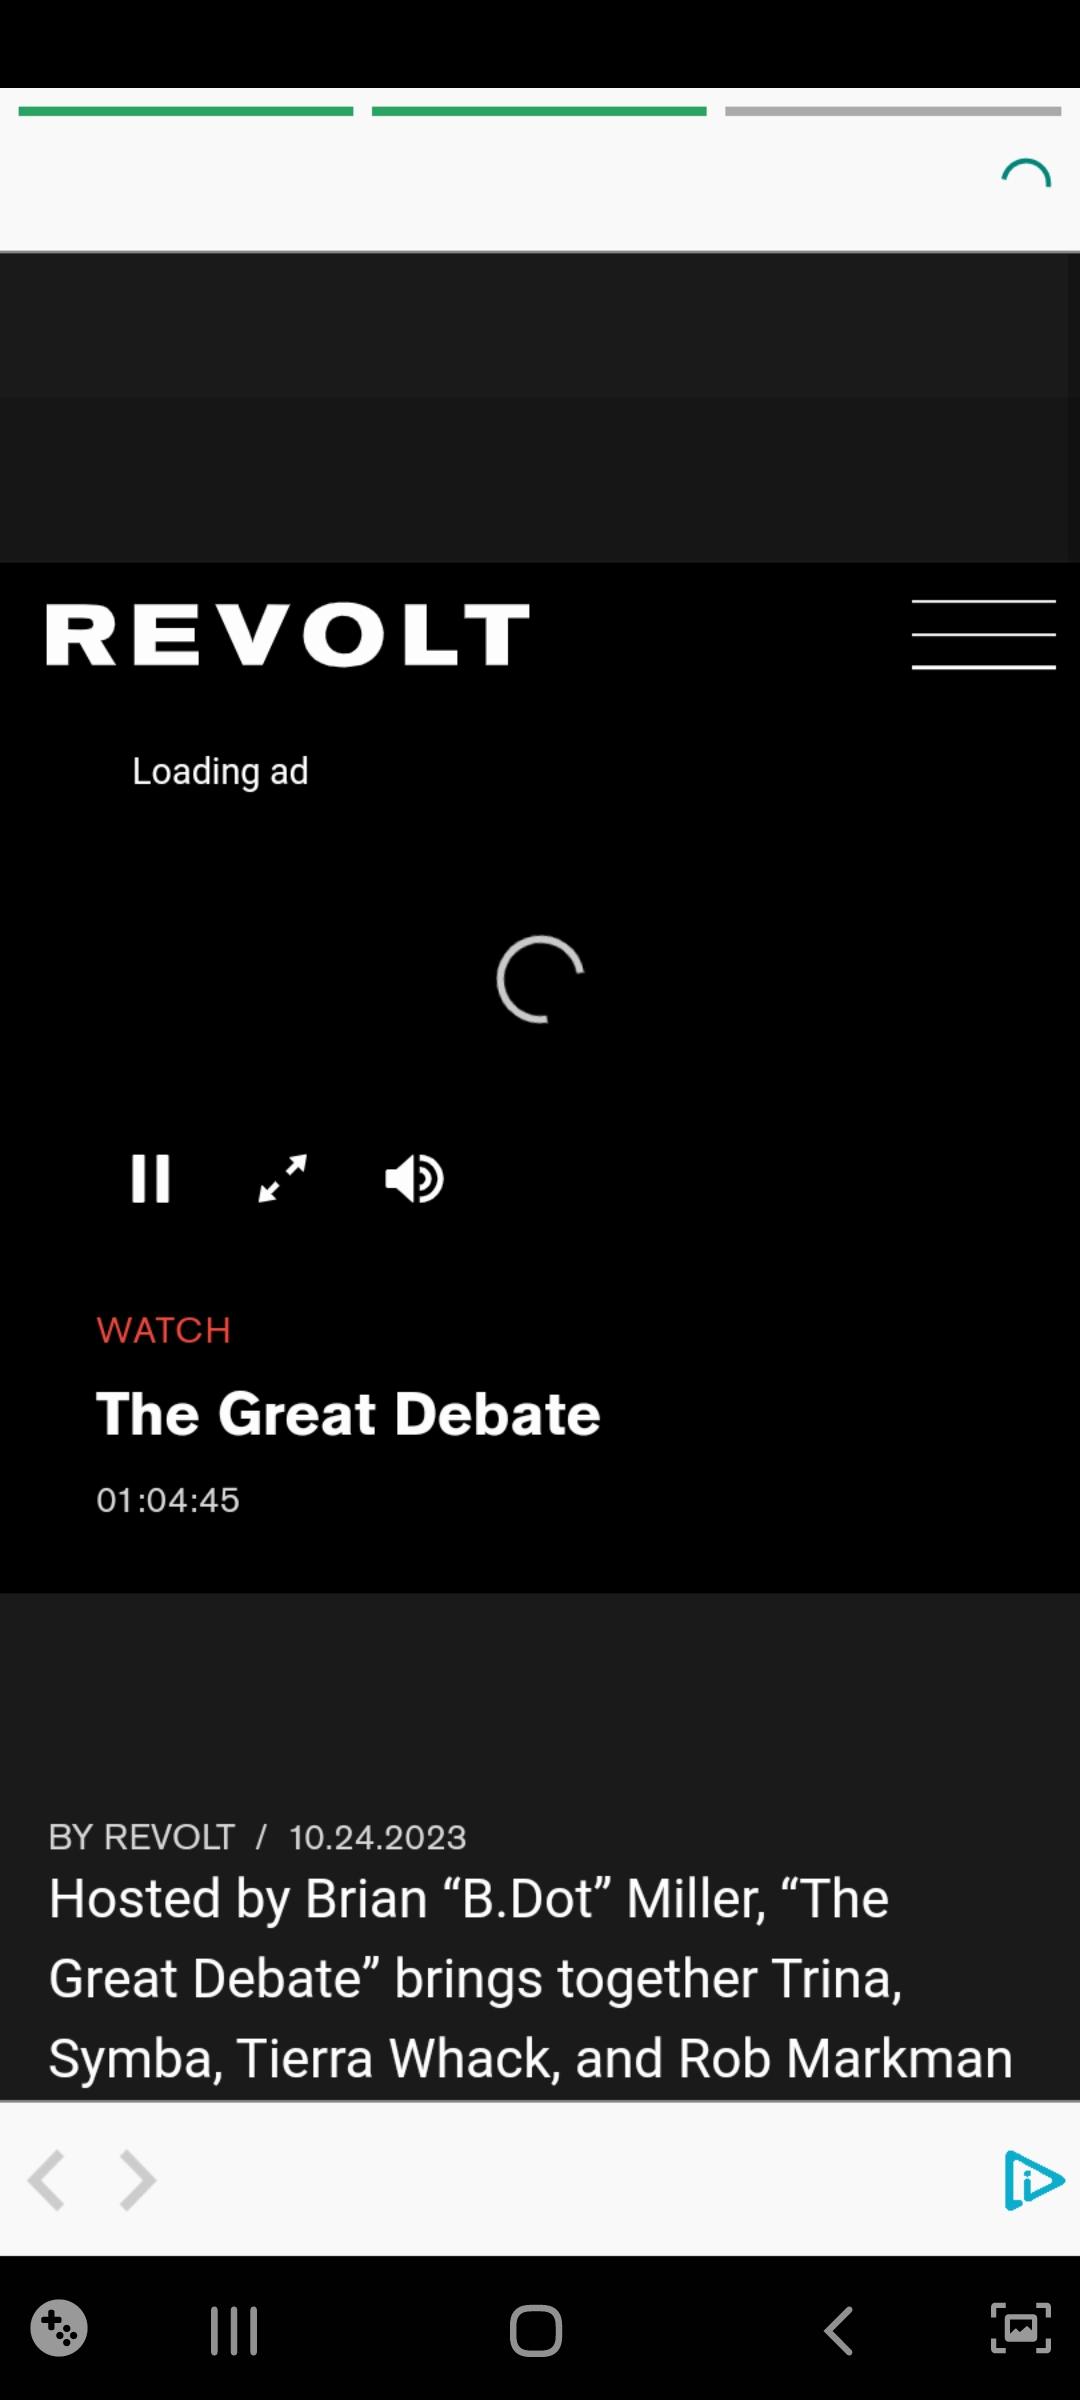 REVOLT
Loading ad
WATCH
The Great Debate
01:04:45
BY REVOLT / 10.24.2023
Hosted by Brian “B.Dot” Miller, “The
Great Debate” brings together Trina,
Symba, Tierra Whack, and Rob Markman